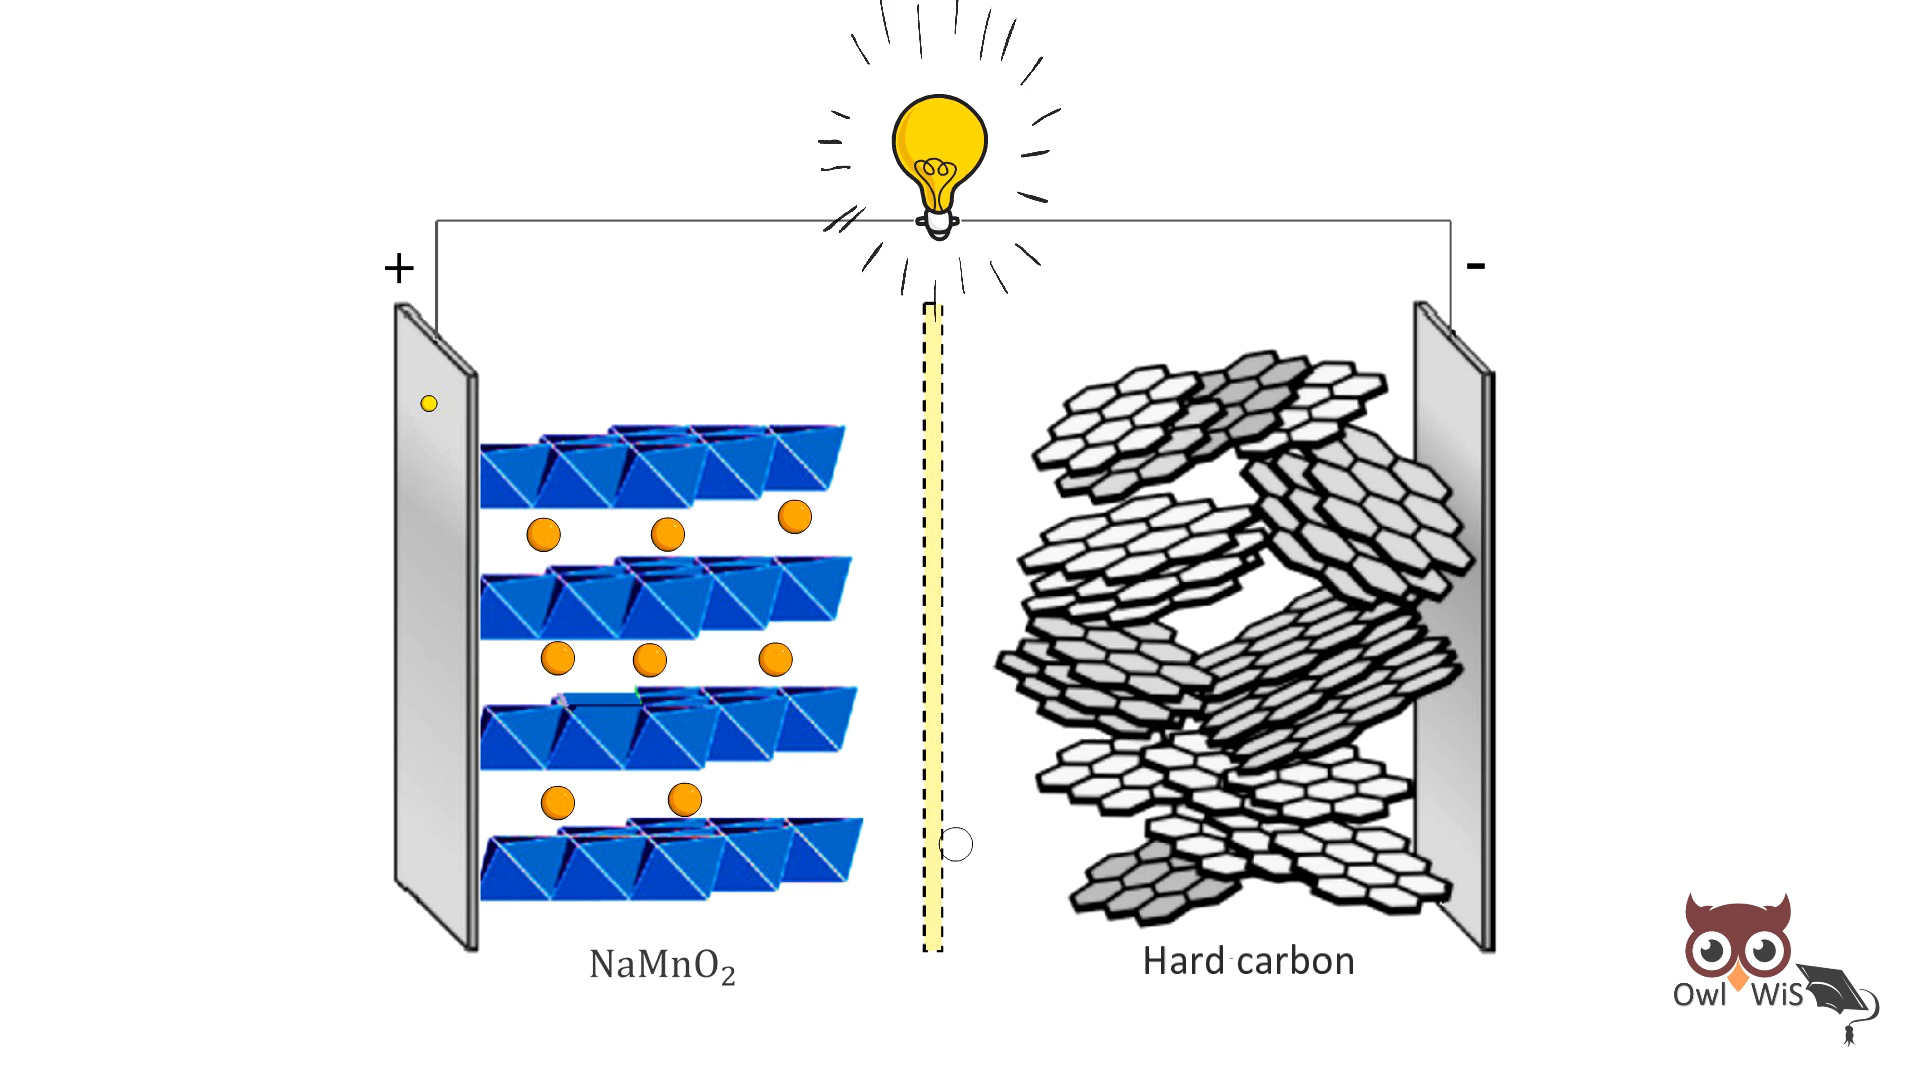 +
-
NaMnO₂
Hard carbon
Owl WiS